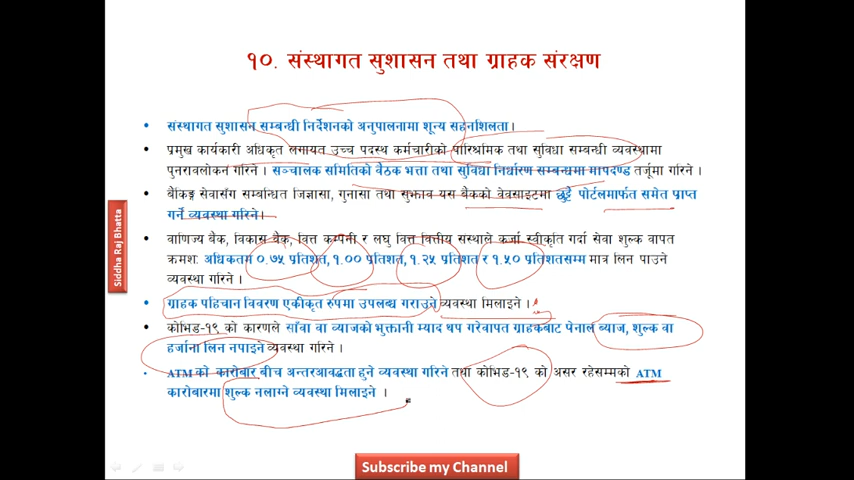 १०. संस्थागत सुशासन तथा ग्राहक संरक्षण
• संस्थागत सुशासन सम्बन्धी निर्देशनको अनुपालनामा शून्य सहनशिलता।
• प्रमुख कार्यकारी अधिकृत लगायत उच्च पदस्थ कर्मचारीको पारिश्रमिक तथा सुविधा सम्बन्धी व्यवस्थामा
पुनरावलोकन गरिने । सञ्चालक समितिको बैठक भत्ता तथा सुविधा निर्धारण सम्बन्धमा मापदण्ड तर्जुमा गरिने ।
• बैंकिङ्ग सेवासँग सम्बन्धित जिज्ञासा, गुनासा तथा सुझाव यस बैंकको वेवसाइटमा छुट्टै पोर्टलमार्फत समेत प्राप्त
गर्ने व्यवस्था गरिने।
• वाणिज्य बैंक, विकास बैंक, वित्त कम्पनी र लघु वित्त वित्तीय संस्थाले कर्जा स्वीकृति गर्दा सेवा शुल्क वापत
क्रमशः अधिकतम ०.७५ प्रतिशत, १.०० प्रतिशत, १.२५ प्रतिशत र १.५० प्रतिशतसम्म मात्र लिन पाउने
व्यवस्था गरिने ।
• ग्राहक पहिचान विवरण एकीकृत रुपमा उपलब्ध गराउने व्यवस्था मिलाइने ।
• कोभिड-१९ को कारणले साँवा वा व्याजको भुक्तानी म्याद थप गरेवापत ग्राहकबाट पेनाल ब्याज, शुल्क वा
हर्जाना लिन नपाइने व्यवस्था गरिने ।
• ATM को कारोबार बीच अन्तरआवद्धता हुने व्यवस्था गरिने तथा कोभिड-१९ को असर रहेसम्मको ATM
कारोबारमा शुल्क नलाग्ने व्यवस्था मिलाइने ।
Siddha Raj Bhatta
Subscribe my Channel